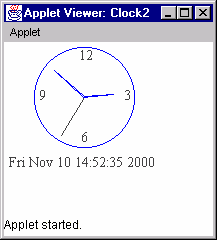 Applet Viewer: Clock2
Applet
12
9 3
6
Fri Nov 10 14:52:35 2000
Applet started.